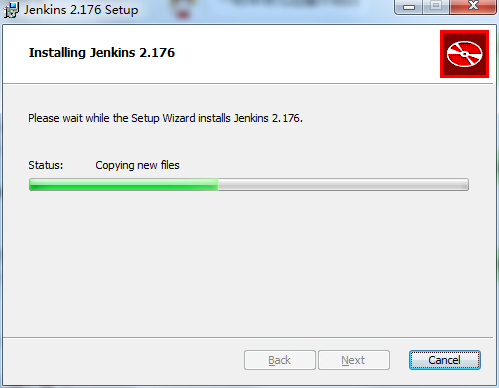 Jenkins 2.176 Setup
Installing Jenkins 2.176
Please wait while the Setup Wizard installs Jenkins 2.176.
Status: Copying new files
Back Next Cancel